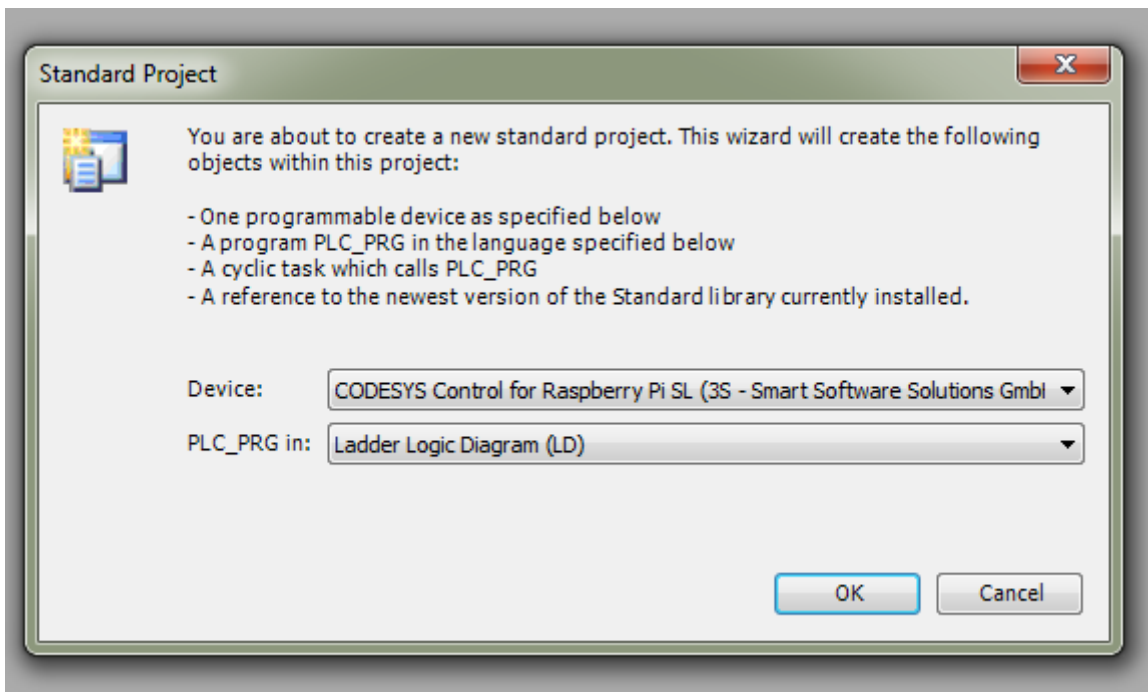 Standard Project
You are about to create a new standard project. This wizard will create the following
objects within this project:
- One programmable device as specified below
- A program PLC_PRG in the language specified below
- A cyclic task which calls PLC_PRG
- A reference to the newest version of the Standard library currently installed.
Device: CODESYS Control for Raspberry Pi SL (3S - Smart Software Solutions Gmbl
PLC_PRG in: Ladder Logic Diagram (LD)
OK Cancel